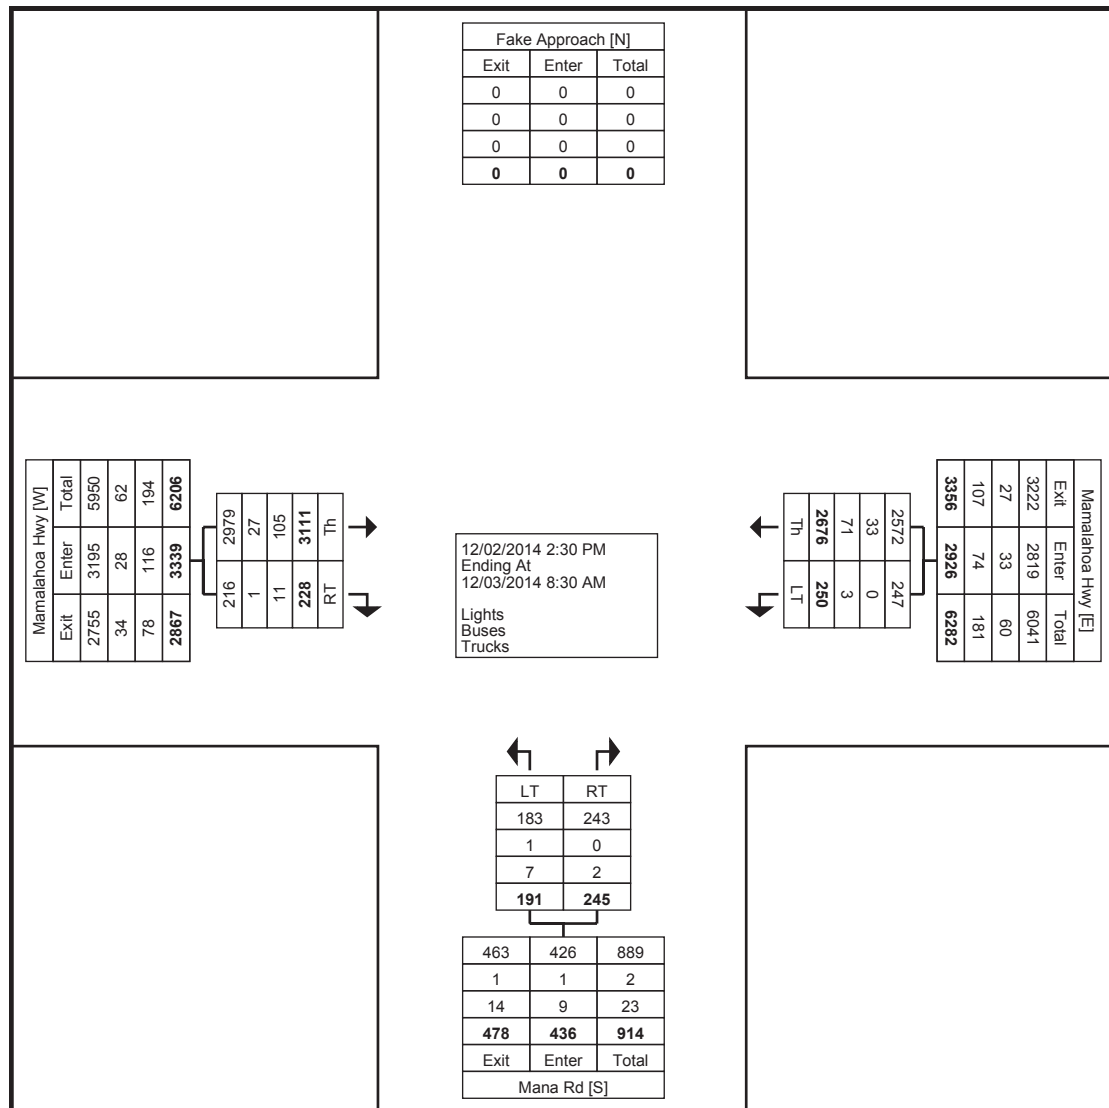 Fake Approach [N]
Exit Enter Total
0 0 0
0 0 0
0 0 0
0 0 0
Mamalahoa Hwy [W]
Total 5950 62 194 6206
Enter 3195 28 116 3339
Exit 2755 34 78 2867
2979 27 105 3111 Th
216 1 11 228 RT
12/02/2014 2:30 PM
Ending At
12/03/2014 8:30 AM
Lights
Buses
Trucks
Th 2676 71 33 2572
LT 250 3 0 247
Mamalahoa Hwy [E]
Exit Enter Total
3222 2819 6041
27 33 60
107 74 181
3356 2926 6282
LT RT
183 243
1 0
7 2
191 245
463 426 889
1 1 2
14 9 23
478 436 914
Exit Enter Total
Mana Rd [S]